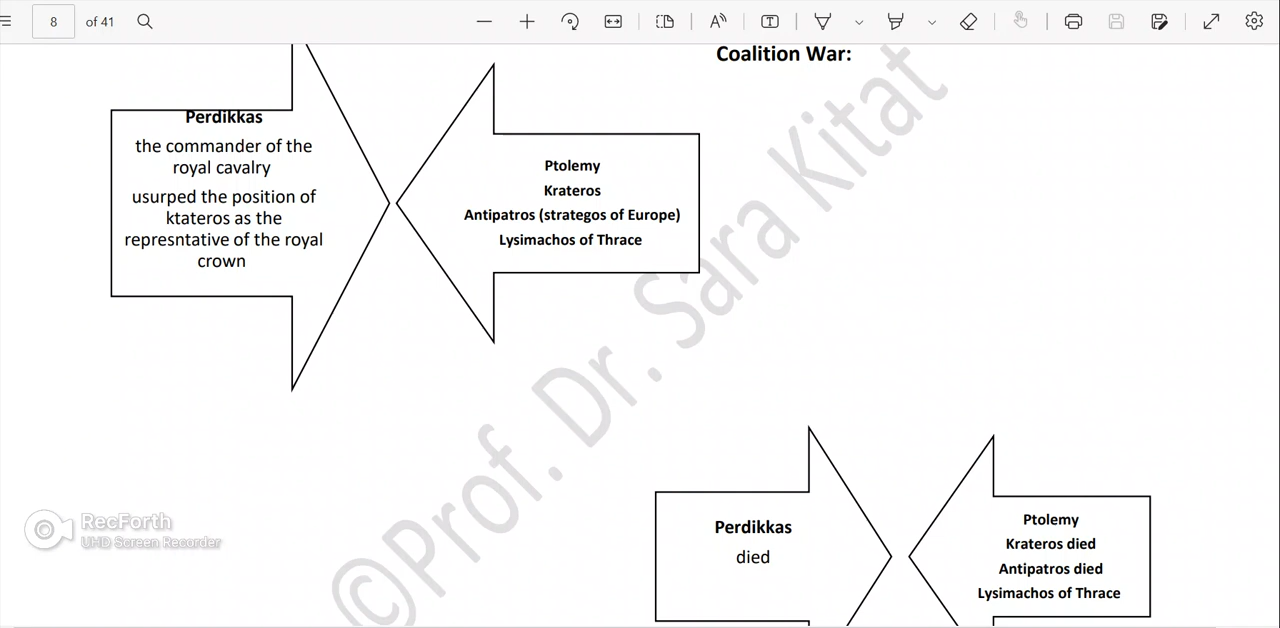 8 of 41
Coalition War:
Perdikkas
the commander of the
royal cavalry
usurped the position of
ktateros as the
represntative of the royal
crown
Ptolemy
Krateros
Antipatros (strategos of Europe)
Lysimachos of Thrace
©Prof. Dr. Sara Kitat
Perdikkas
died
Ptolemy
Krateros died
Antipatros died
Lysimachos of Thrace
RecForth
UHD Screen Recorder